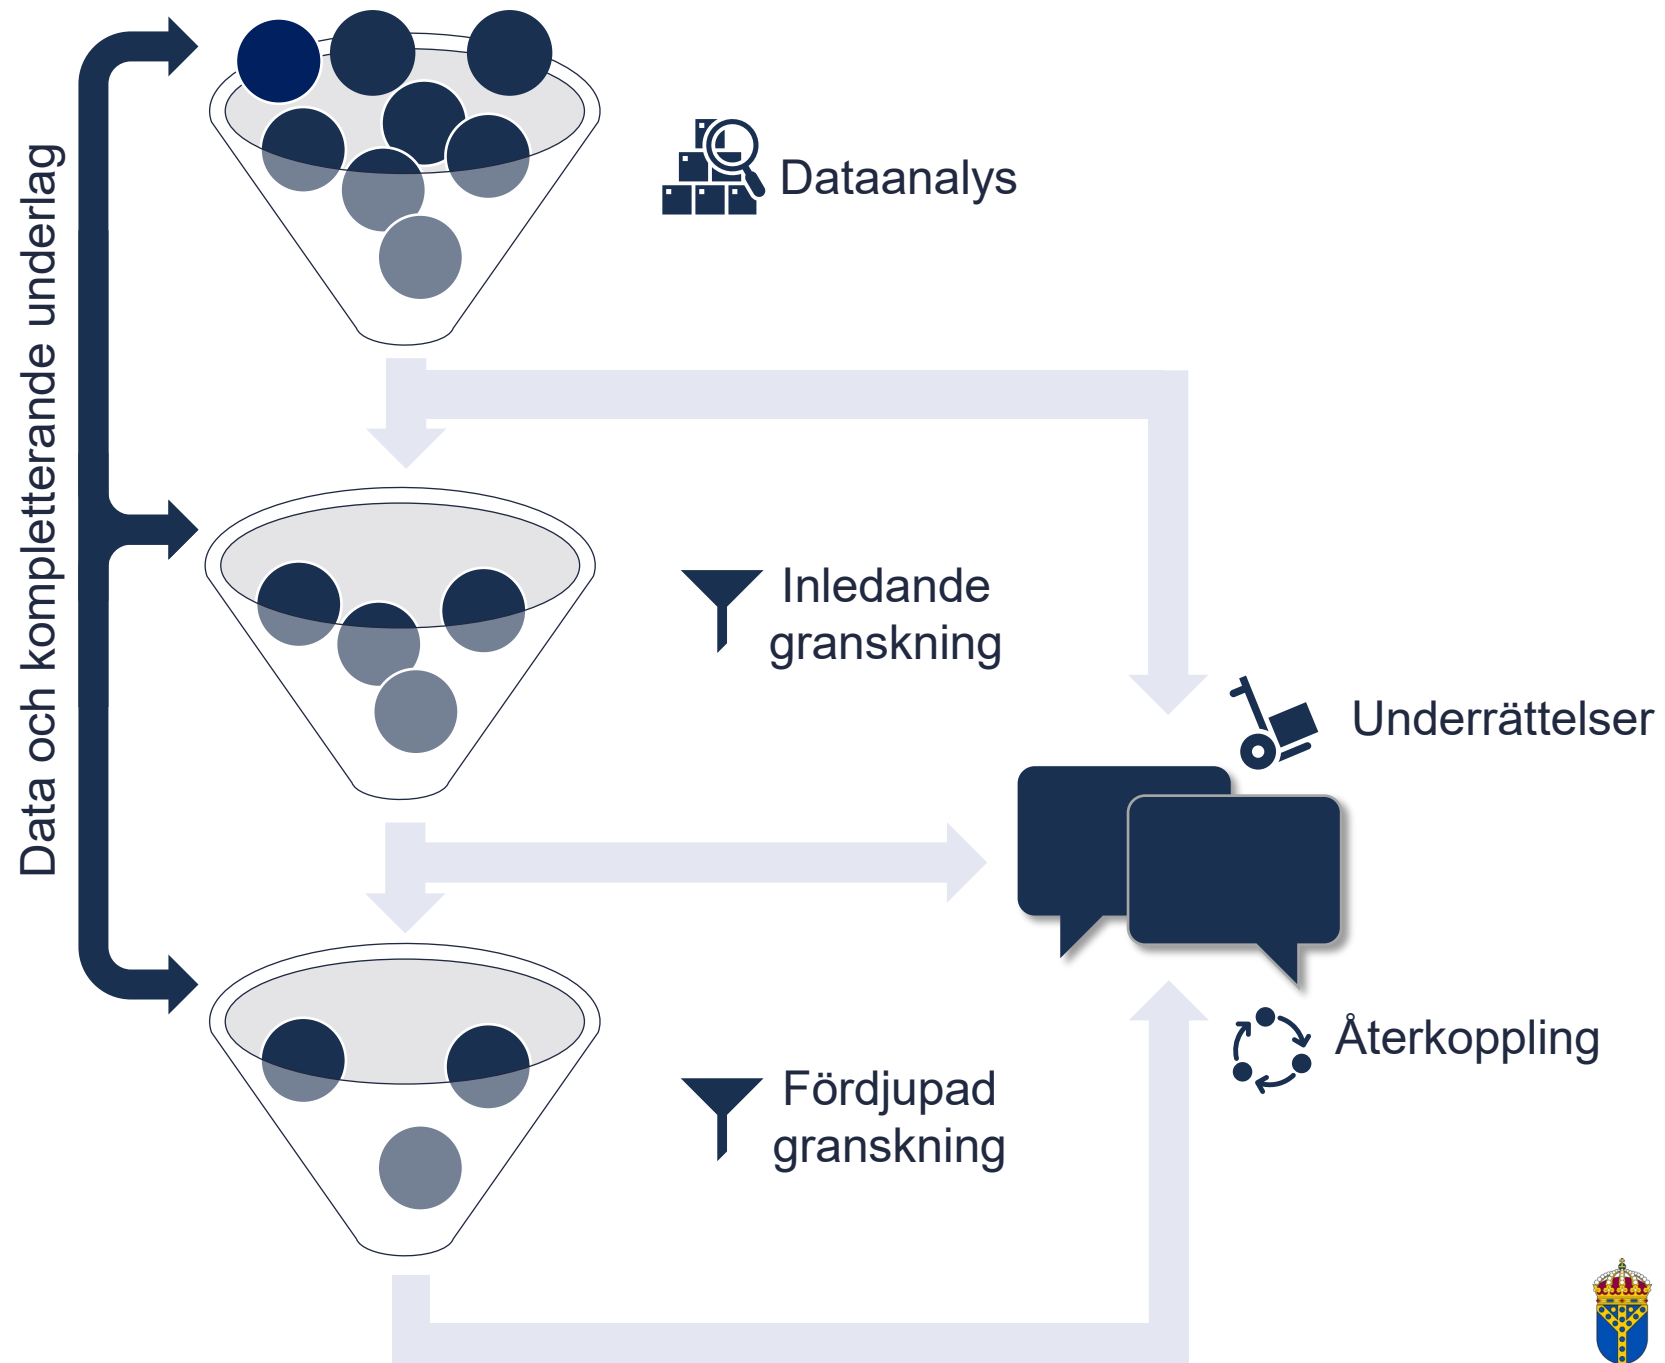 Data och kompletterande underlag
Dataanalys
Inledande
granskning
Underrättelser
Återkoppling
Fördjupad
granskning